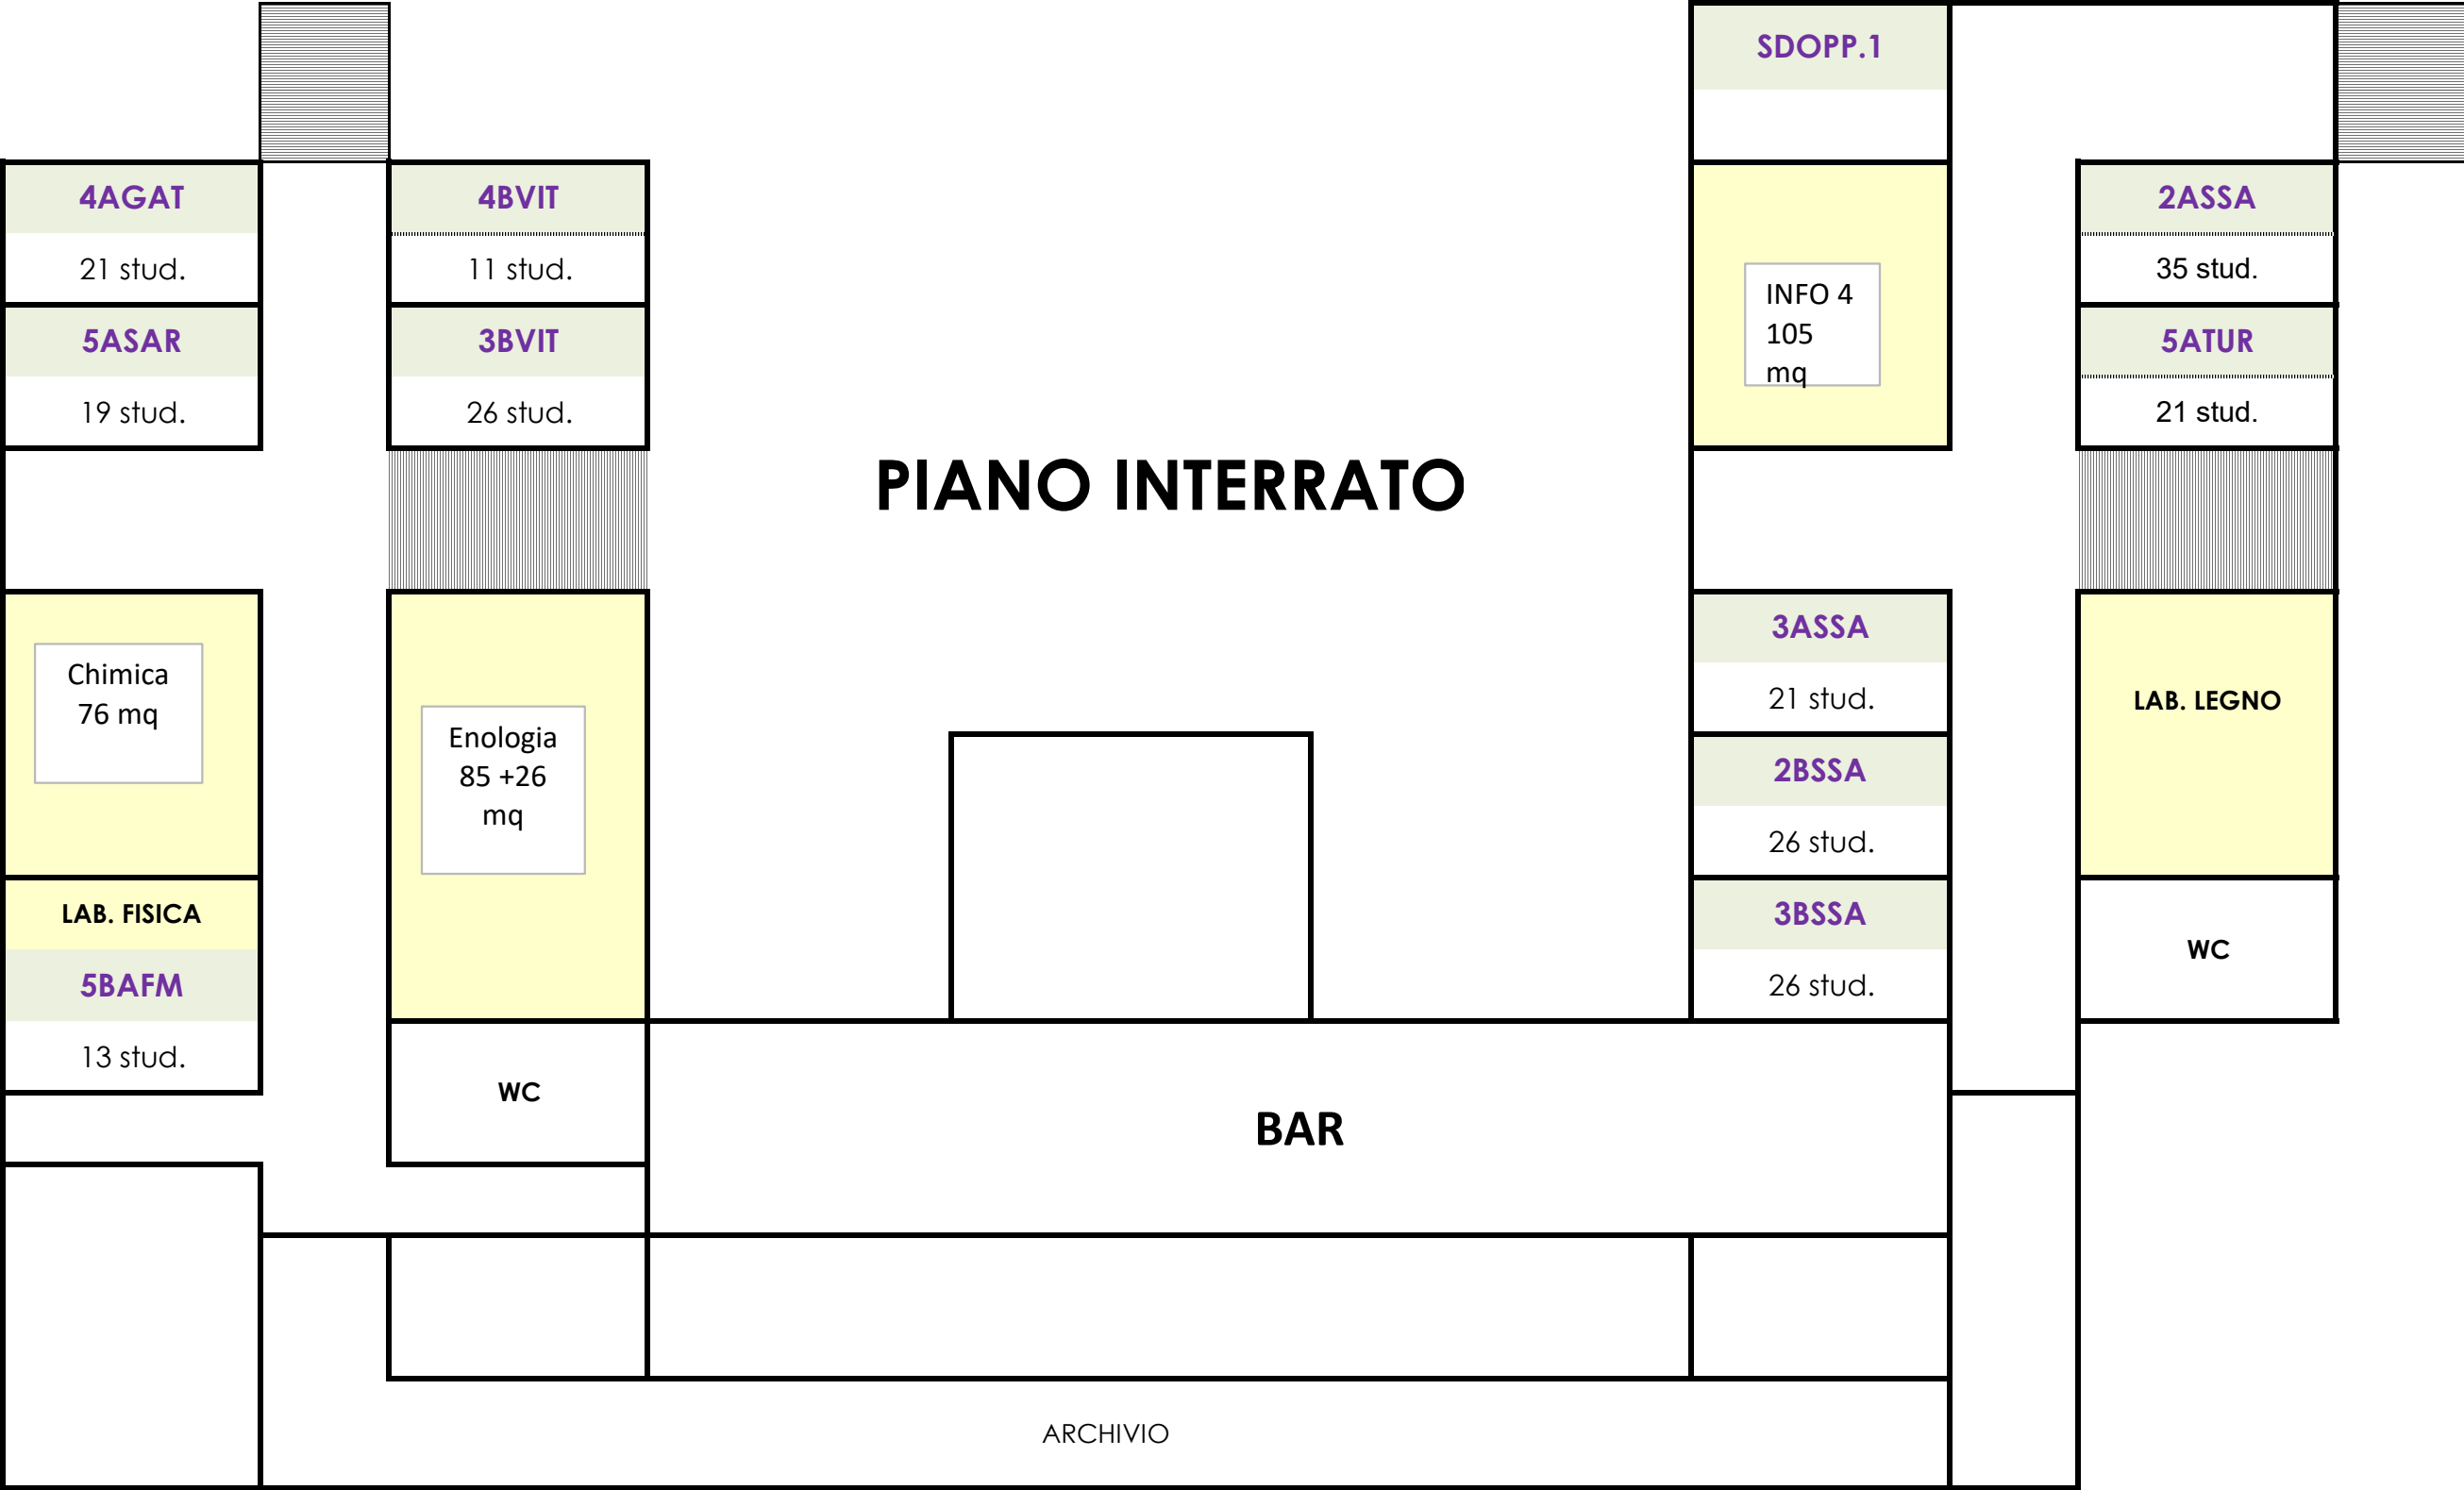 SDOPP.1
4AGAT
4BVIT
2ASSA
21 stud.
11 stud.
35 stud.
INFO 4
105
mq
5ASAR
3BVIT
5ATUR
19 stud.
26 stud.
21 stud.
PIANO INTERRATO
3ASSA
Chimica
76 mq
21 stud.
LAB. LEGNO
Enologia
85 +26
mq
2BSSA
26 stud.
LAB. FISICA
3BSSA
WC
5BAFM
26 stud.
13 stud.
WC
BAR
ARCHIVIO